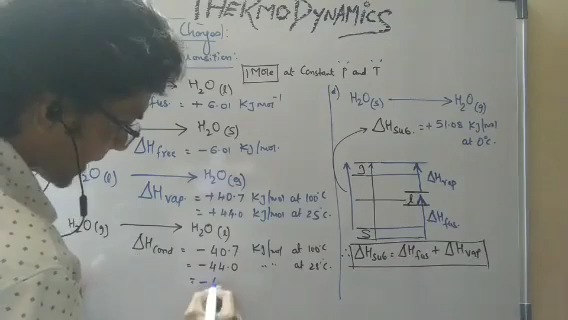 THERMODYNAMICS
Changes:
1 Mole at Constant P and T
H₂O(l)
fus = + 6.01 Kj mol⁻¹
H₂O(s)
ΔHfree = - 6.01 Kj/mol.
H₂O(l) ⟶ H₂O(g)
ΔHvap = + 40.7 Kj/mol at 100°C
= + 44.0 Kj/mol at 25°C.
H₂O(g) ⟶ H₂O(l)
ΔHcond = - 40.7 Kj/mol at 100°C
= - 44.0 " " at 25°C.
= - 4
d) H₂O(s) ⟶ H₂O(g)
ΔHsub. = + 51.08 Kj/mol
at 0°C.
g
ΔHvap
l
ΔHfus
S
∴ ΔHsub = ΔHfus + ΔHvap